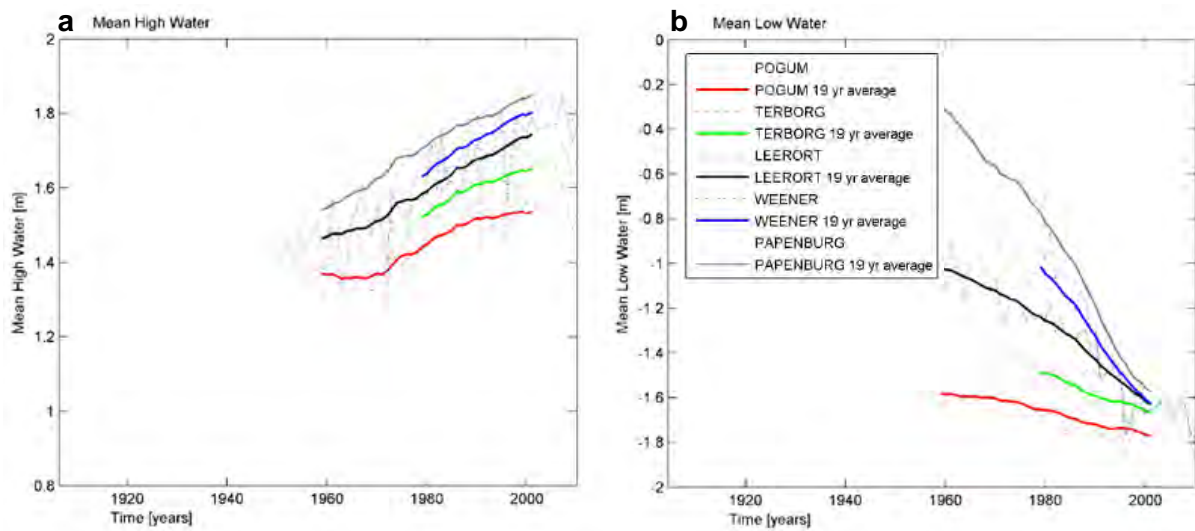 a Mean High Water
2
1.8
1.6
1.4
1.2
1
0.8
Mean High Water [m]
1920 1940 1960 1980 2000
Time [years]
b Mean Low Water
0
-0.2
-0.4
-0.6
-0.8
-1
-1.2
-1.4
-1.6
-1.8
-2
Mean Low Water [m]
POGUM
POGUM 19 yr average
TERBORG
TERBORG 19 yr average
LEERORT
LEERORT 19 yr average
WEENER
WEENER 19 yr average
PAPENBURG
PAPENBURG 19 yr average
1920 1940 1960 1980 2000
Time [years]